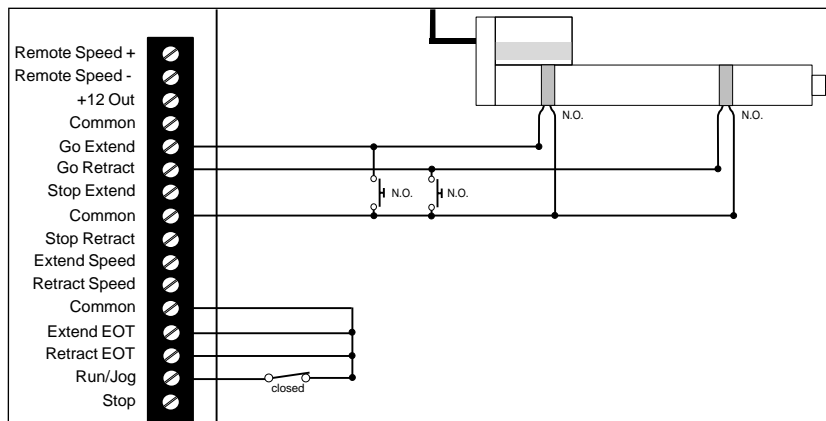 Remote Speed +
Remote Speed -
+12 Out
Common
Go Extend
Go Retract
Stop Extend
Common
Stop Retract
Extend Speed
Retract Speed
Common
Extend EOT
Retract EOT
Run/Jog
Stop
N.O.
N.O.
N.O.
N.O.
closed